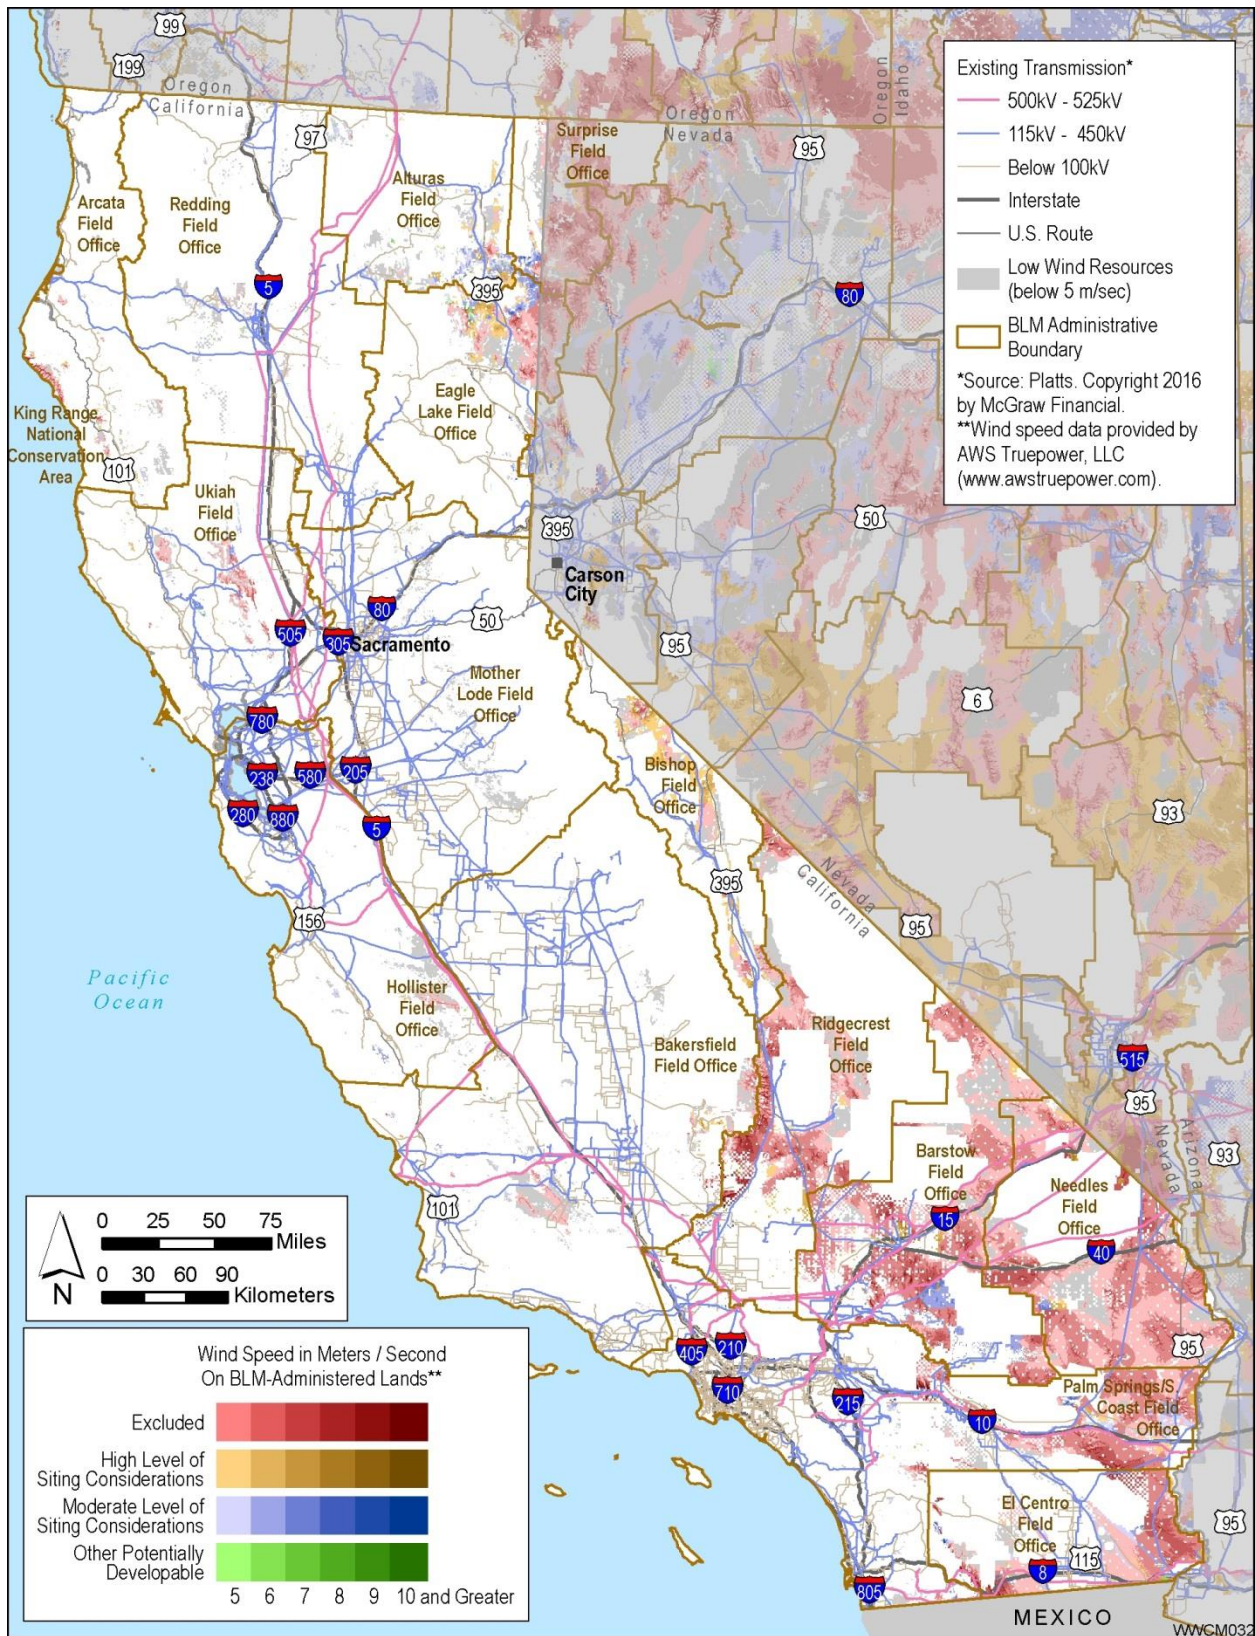 99
199
Oregon
California
97
Oregon
Nevada
95
Oregon
Idaho
Surprise
Field
Office
Alturas
Field
Office
Arcata
Field
Office
Redding
Field
Office
5
395
80
Existing Transmission*
500kV - 525kV
115kV - 450kV
Below 100kV
Interstate
U.S. Route
Low Wind Resources
(below 5 m/sec)
BLM Administrative
Boundary
*Source: Platts. Copyright 2016
by McGraw Financial.
**Wind speed data provided by
AWS Truepower, LLC
(www.awstruepower.com).
Eagle
Lake Field
Office
King Range
National
Conservation
Area
101
Ukiah
Field
Office
395
50
Carson
City
80
505
305
Sacramento
50
95
Mother
Lode Field
Office
6
780
238
580
205
280
880
5
Bishop
Field
Office
93
395
Nevada
California
95
156
Pacific
Ocean
Hollister
Field
Office
Bakersfield
Field Office
Ridgecrest
Field
Office
515
95
Arizona
Nevada
93
Barstow
Field
Office
15
Needles
Field
Office
40
101
0 25 50 75
Miles
0 30 60 90
Kilometers
N
405
210
710
215
10
95
Palm Springs/S.
Coast Field
Office
Wind Speed in Meters / Second
On BLM-Administered Lands**
Excluded
High Level of
Siting Considerations
Moderate Level of
Siting Considerations
Other Potentially
Developable
5 6 7 8 9 10 and Greater
El Centro
Field
Office
95
115
8
805
MEXICO
WWCM032